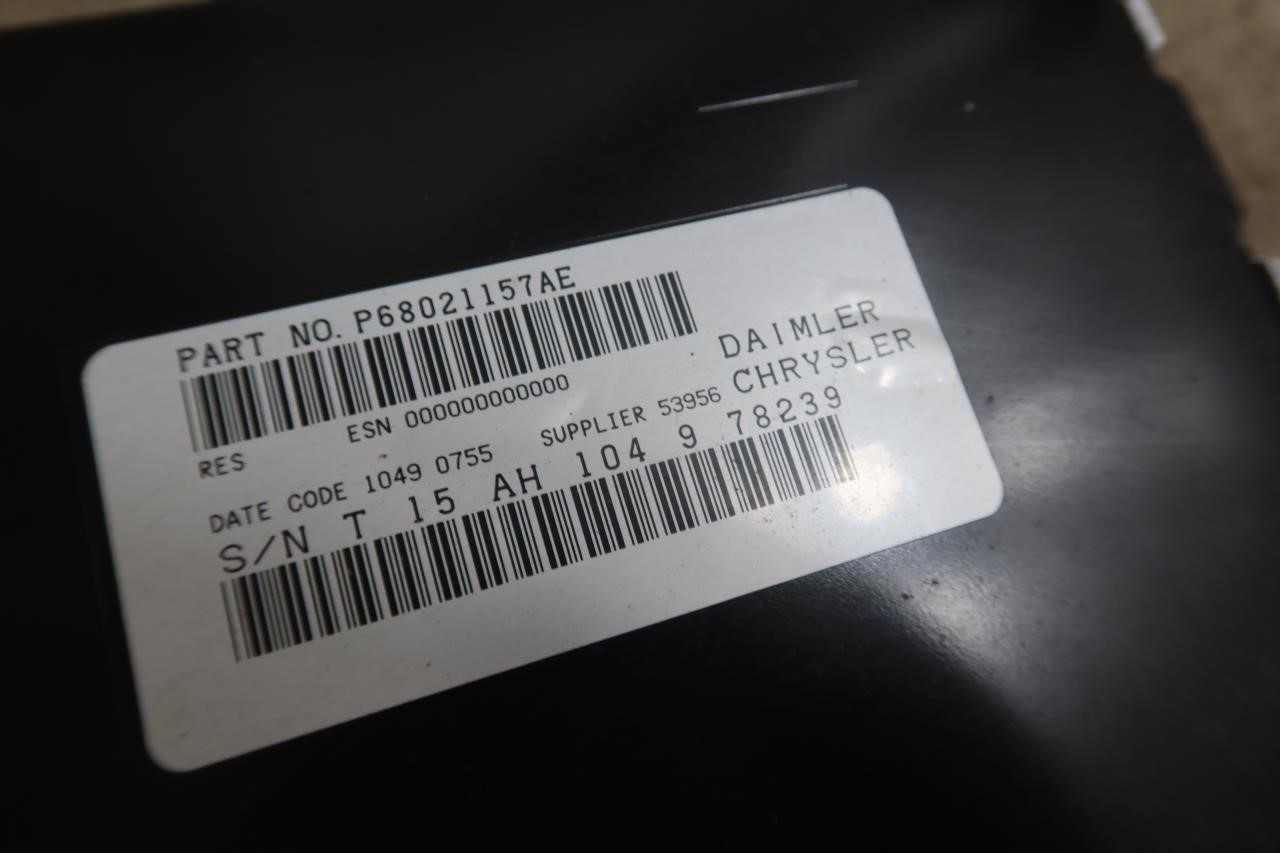 PART NO. P68021157AE
ESN 000000000000
RES
DAIMLER
CHRYSLER
DATE CODE 1049 0755 SUPPLIER 53956
S/N T 15 AH 104 9 78239